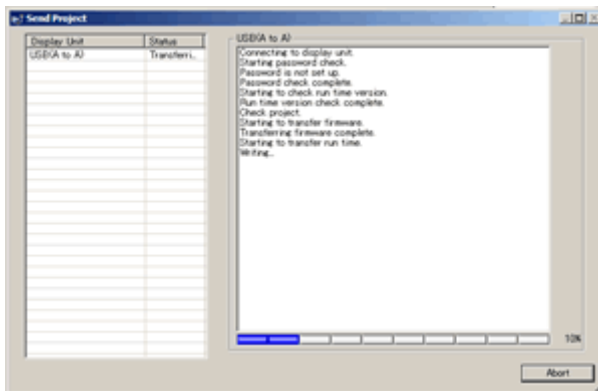 Send Project
Display Unit Status
USB(A to A) Transferri...
USB(A to A)
Connecting to display unit.
Starting password check.
Password is not set up.
Password check complete.
Starting to check run time version.
Run time version check complete.
Check project.
Starting to transfer firmware.
Transferring firmware complete.
Starting to transfer run time.
Writing...
10%
Abort